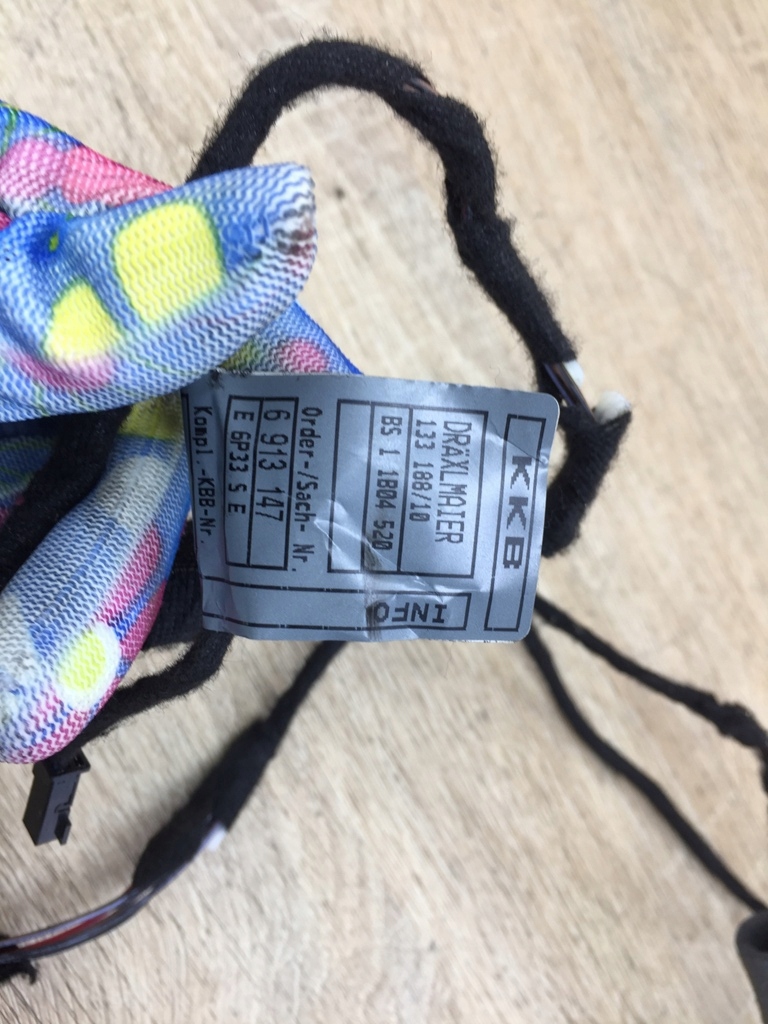 KKB
DRÄXLMAIER
133 188/10
BS 1 1B04 520
Order-/Sach- Nr.
6 913 147
E 6P33 S E
Kompl.-KBB-Nr.
INFO